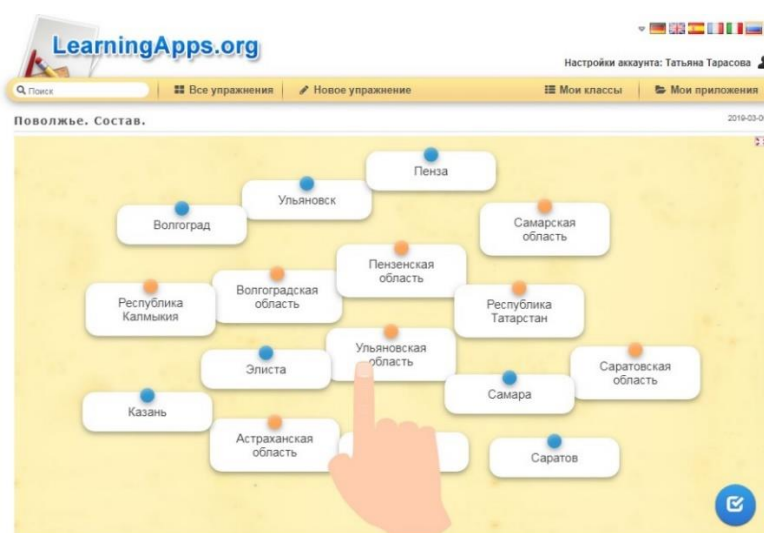 LearningApps.org
Настройки аккаунта: Татьяна Тарасова
Поиск
Все упражнения
Новое упражнение
Мои классы
Мои приложения
Поволжье. Состав.
Пенза
Ульяновск
Волгоград
Самарская
область
Пензенская
область
Волгоградская
область
Республика
Калмыкия
Республика
Татарстан
Ульяновская
область
Элиста
Саратовская
область
Самара
Казань
Астраханская
область
Саратов